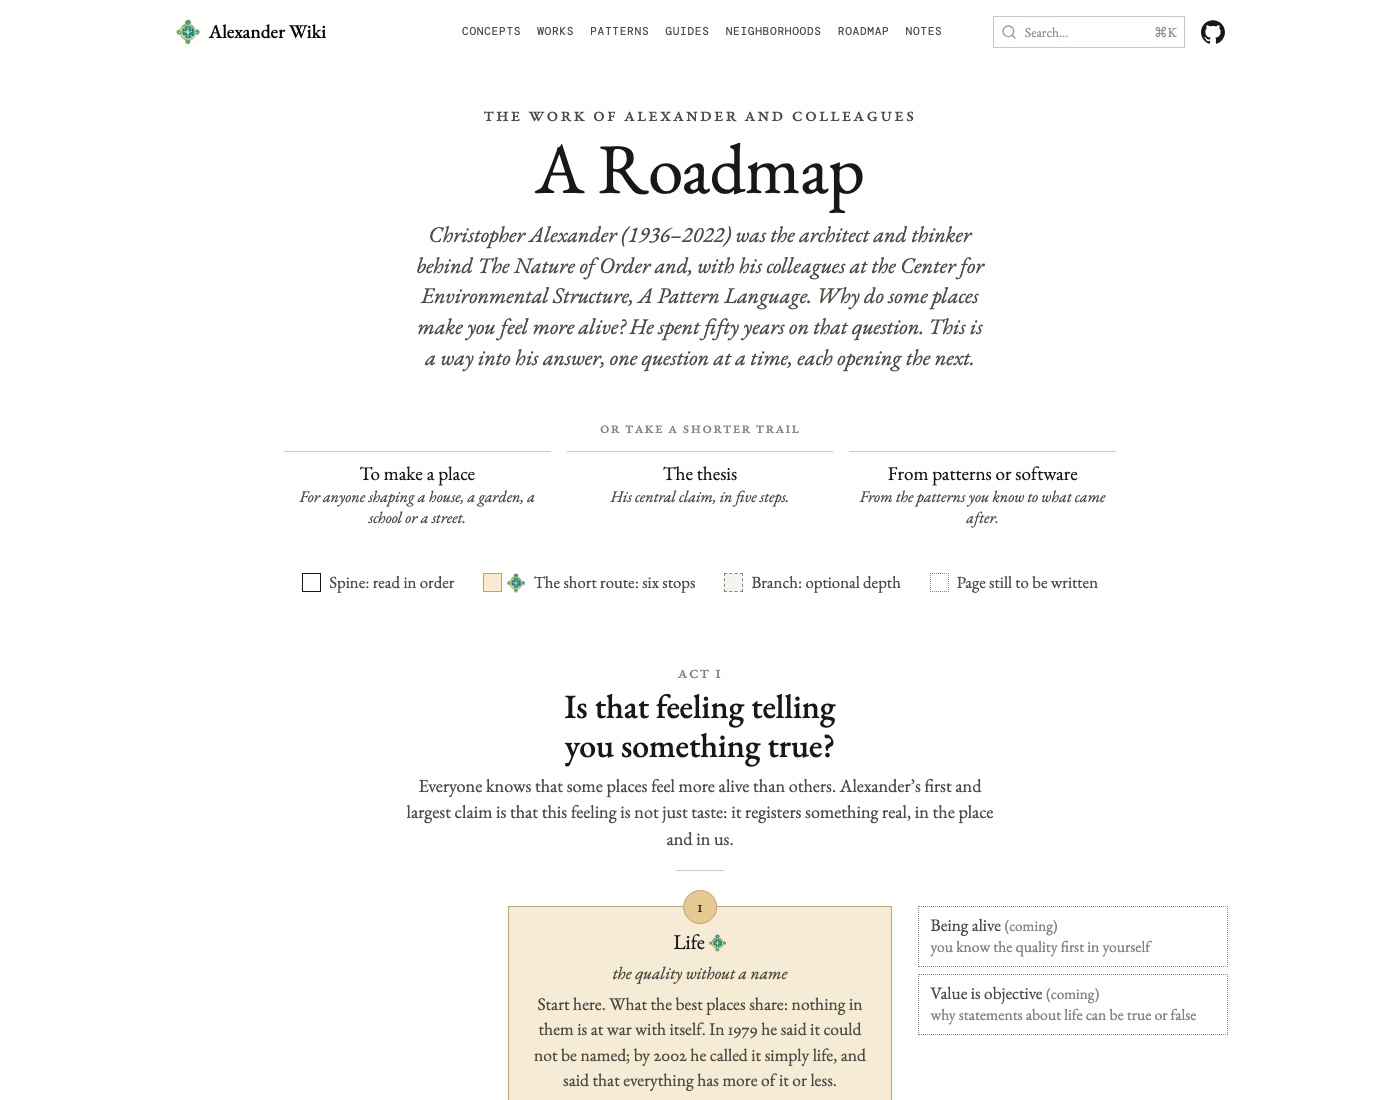 Alexander Wiki
CONCEPTS WORKS PATTERNS GUIDES NEIGHBORHOODS ROADMAP NOTES
Search... ⌘K
THE WORK OF ALEXANDER AND COLLEAGUES
A Roadmap
Christopher Alexander (1936–2022) was the architect and thinker
behind The Nature of Order and, with his colleagues at the Center for
Environmental Structure, A Pattern Language. Why do some places
make you feel more alive? He spent fifty years on that question. This is
a way into his answer, one question at a time, each opening the next.
OR TAKE A SHORTER TRAIL
To make a place
For anyone shaping a house, a garden, a
school or a street.
The thesis
His central claim, in five steps.
From patterns or software
From the patterns you know to what came
after.
Spine: read in order
The short route: six stops
Branch: optional depth
Page still to be written
ACT I
Is that feeling telling
you something true?
Everyone knows that some places feel more alive than others. Alexander’s first and
largest claim is that this feeling is not just taste: it registers something real, in the place
and in us.
1
Life
the quality without a name
Start here. What the best places share: nothing in
them is at war with itself. In 1979 he said it could
not be named; by 2002 he called it simply life, and
said that everything has more of it or less.
Being alive (coming)
you know the quality first in yourself
Value is objective (coming)
why statements about life can be true or false